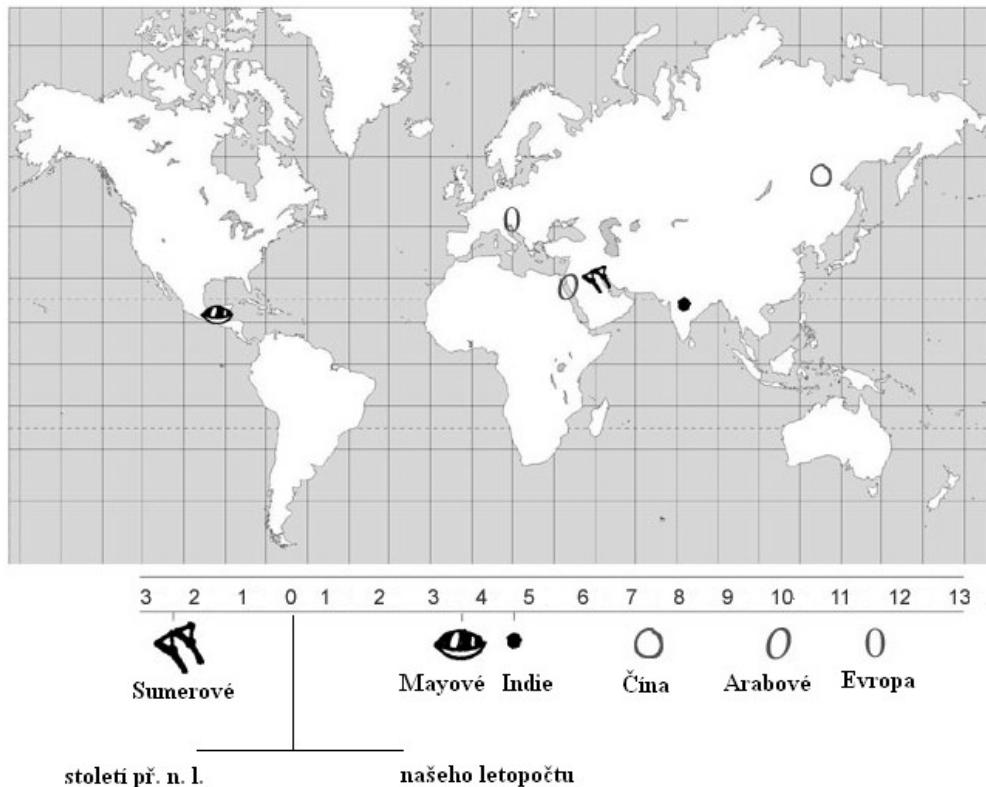 3 2 1 0 1 2 3 4 5 6 7 8 9 10 11 12 13
Sumerové Mayové Indie Čína Arabové Evropa
století př. n. l. našeho letopočtu